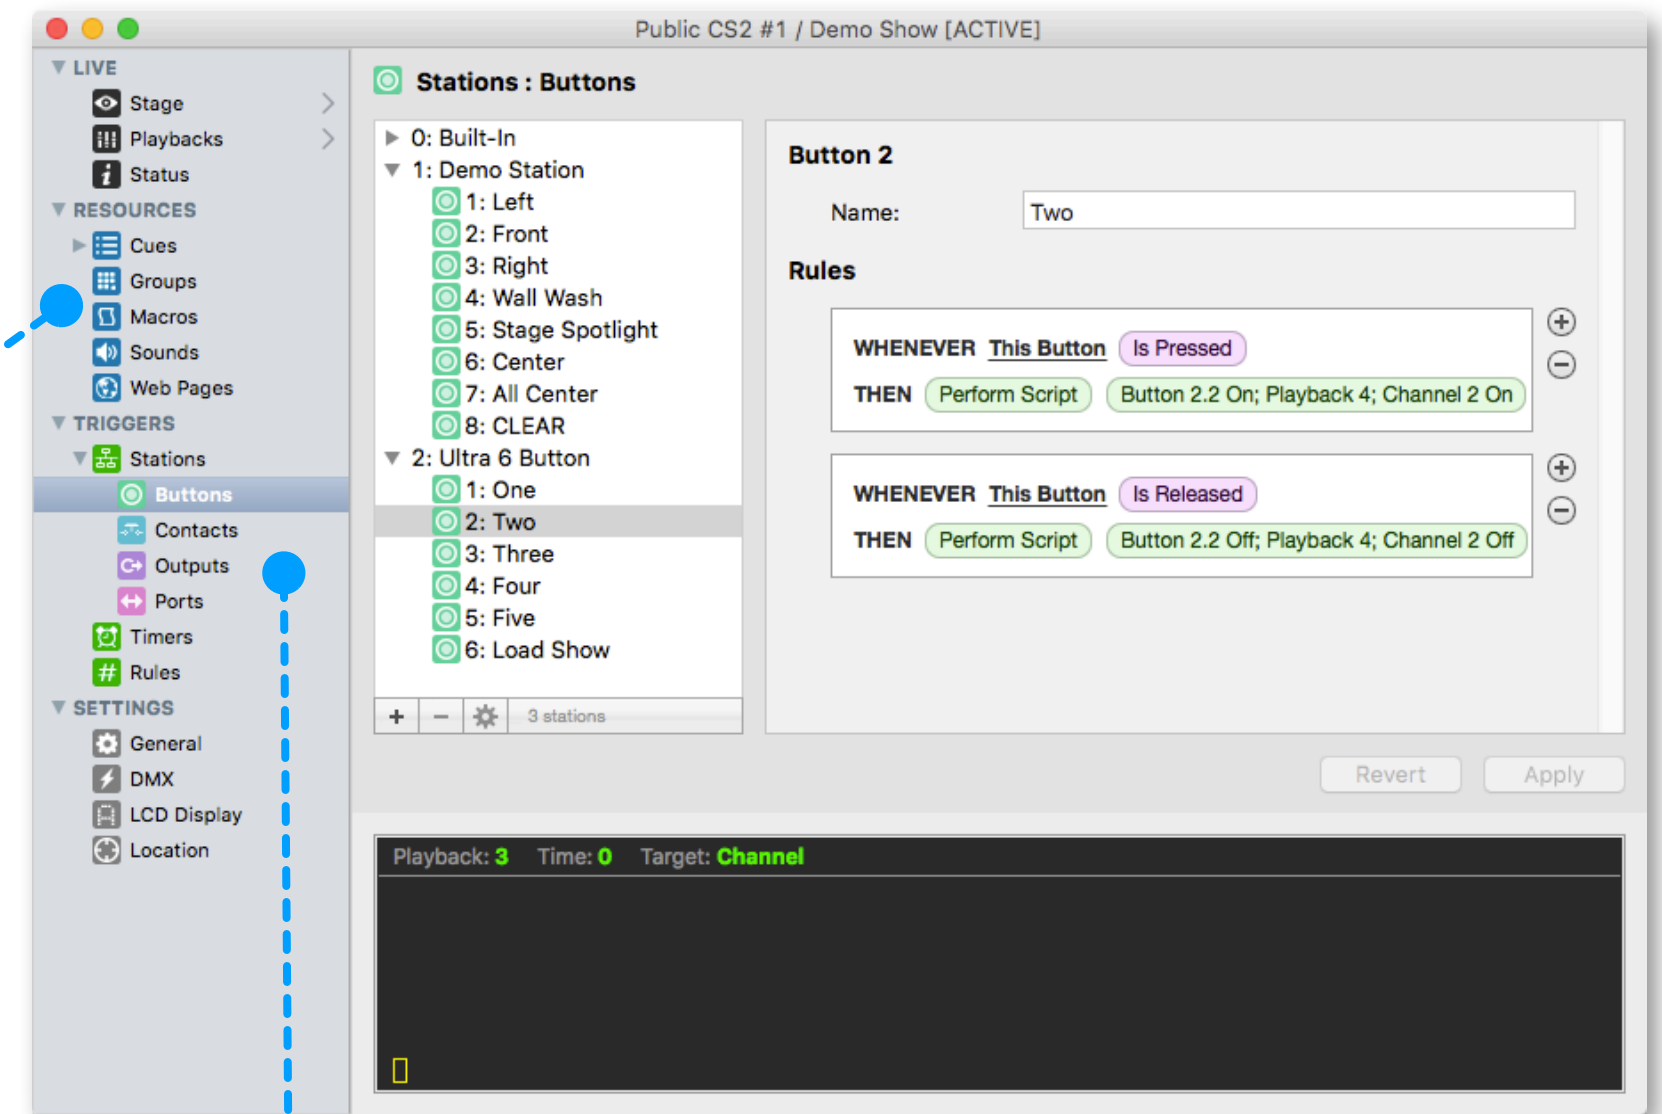 Public CS2 #1 / Demo Show [ACTIVE]
LIVE
Stage
Playbacks
Status
RESOURCES
Cues
Groups
Macros
Sounds
Web Pages
TRIGGERS
Stations
Buttons
Contacts
Outputs
Ports
Timers
Rules
SETTINGS
General
DMX
LCD Display
Location
Stations : Buttons
0: Built-In
1: Demo Station
1: Left
2: Front
3: Right
4: Wall Wash
5: Stage Spotlight
6: Center
7: All Center
8: CLEAR
2: Ultra 6 Button
1: One
2: Two
3: Three
4: Four
5: Five
6: Load Show
3 stations
Button 2
Name: Two
Rules
WHENEVER This Button Is Pressed
THEN Perform Script Button 2.2 On; Playback 4; Channel 2 On
WHENEVER This Button Is Released
THEN Perform Script Button 2.2 Off; Playback 4; Channel 2 Off
Revert Apply
Playback: 3 Time: 0 Target: Channel